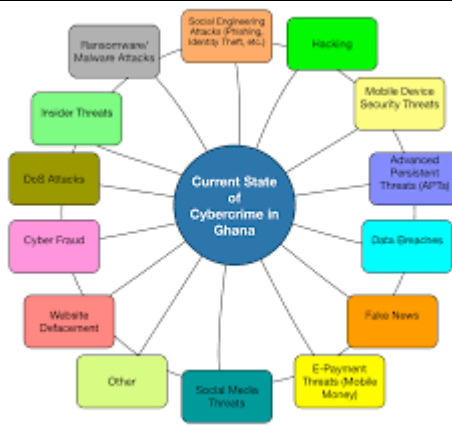 Social Engineering
Attacks (Phishing,
Identity Theft, etc.)
Hacking
Mobile Device
Security Threats
Advanced
Persistent
Threats (APTs)
Data Breaches
Fake News
E-Payment
Threats (Mobile
Money)
Social Media
Threats
Other
Website
Defacement
Cyber Fraud
DoS Attacks
Insider Threats
Ransomware/
Malware Attacks
Current State
of
Cybercrime in
Ghana